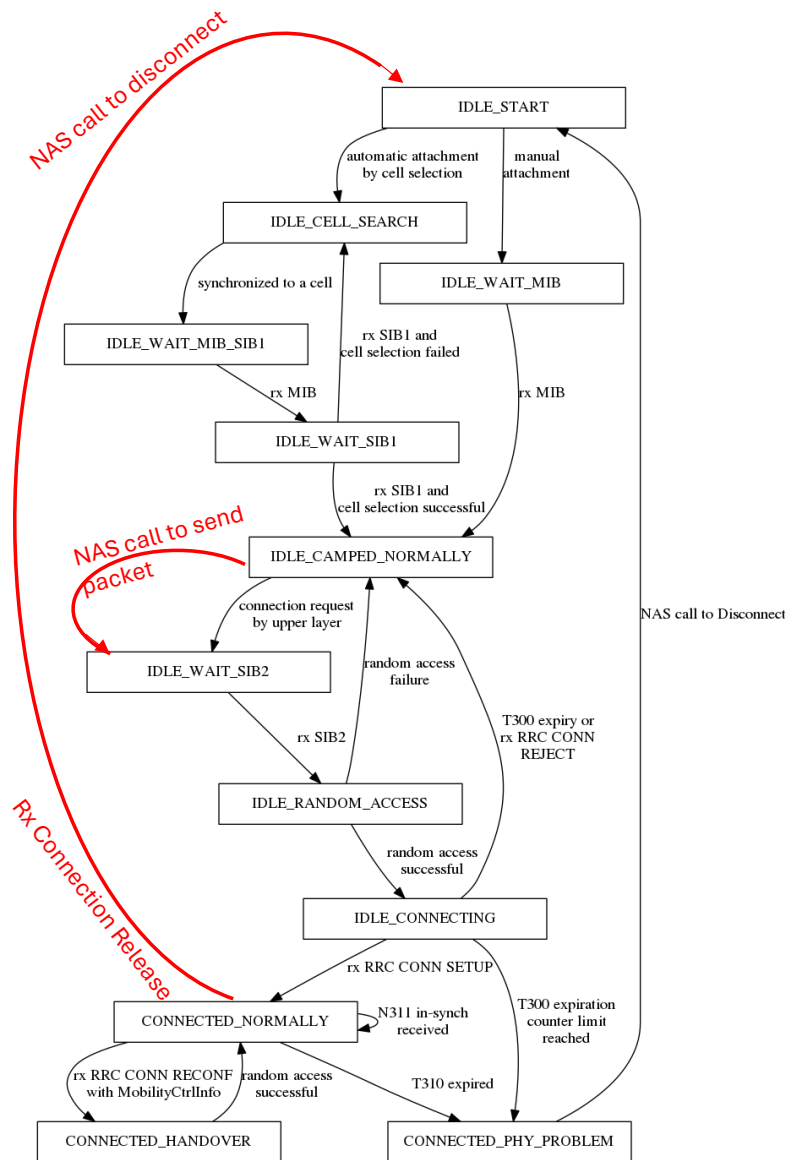 NAS call to disconnect
IDLE_START
automatic attachment
by cell selection
manual
attachment
IDLE_CELL_SEARCH
IDLE_WAIT_MIB
synchronized to a cell
IDLE_WAIT_MIB_SIB1
rx SIB1 and
cell selection failed
rx MIB
rx MIB
IDLE_WAIT_SIB1
rx SIB1 and
cell selection successful
NAS call to send
packet
IDLE_CAMPED_NORMALLY
connection request
by upper layer
NAS call to Disconnect
IDLE_WAIT_SIB2
random access
failure
rx SIB2
T300 expiry or
rx RRC CONN
REJECT
IDLE_RANDOM_ACCESS
random access
successful
Rx Connection Release
IDLE_CONNECTING
rx RRC CONN SETUP
CONNECTED_NORMALLY
N311 in-synch
received
T300 expiration
counter limit
reached
rx RRC CONN RECONF
with MobilityCtrlInfo
random access
successful
T310 expired
CONNECTED_HANDOVER
CONNECTED_PHY_PROBLEM